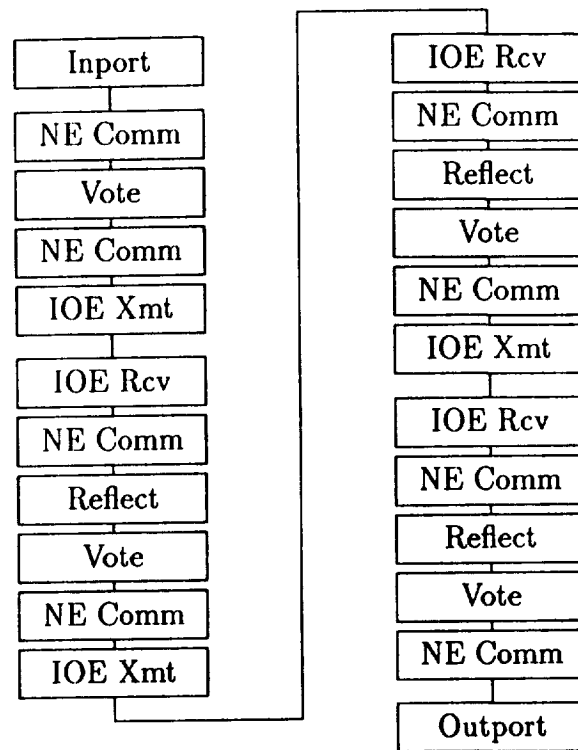 Inport
NE Comm
Vote
NE Comm
IOE Xmt
IOE Rcv
NE Comm
Reflect
Vote
NE Comm
IOE Xmt
IOE Rcv
NE Comm
Reflect
Vote
NE Comm
IOE Xmt
IOE Rcv
NE Comm
Reflect
Vote
NE Comm
Outport